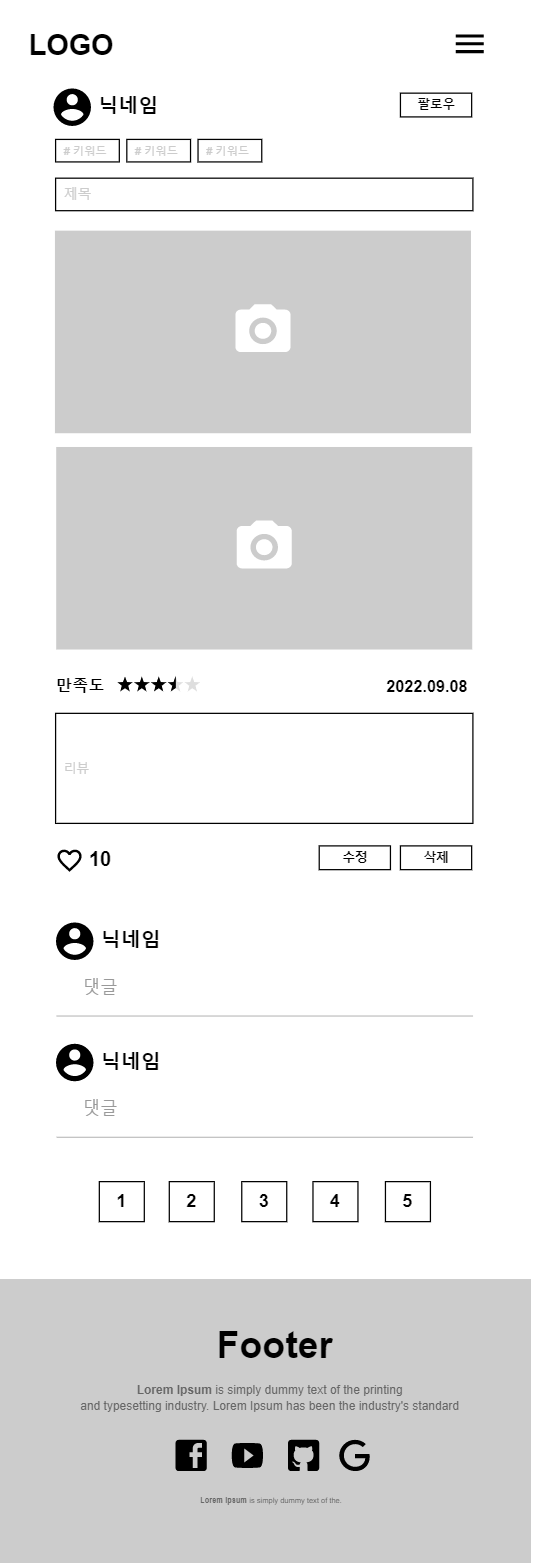 LOGO
닉네임
팔로우
# 키워드 # 키워드 # 키워드
제목
만족도
2022.09.08
리뷰
10
수정 삭제
닉네임
댓글
닉네임
댓글
1 2 3 4 5
Footer
Lorem Ipsum is simply dummy text of the printing
and typesetting industry. Lorem Ipsum has been the industry's standard
Lorem Ipsum is simply dummy text of the.